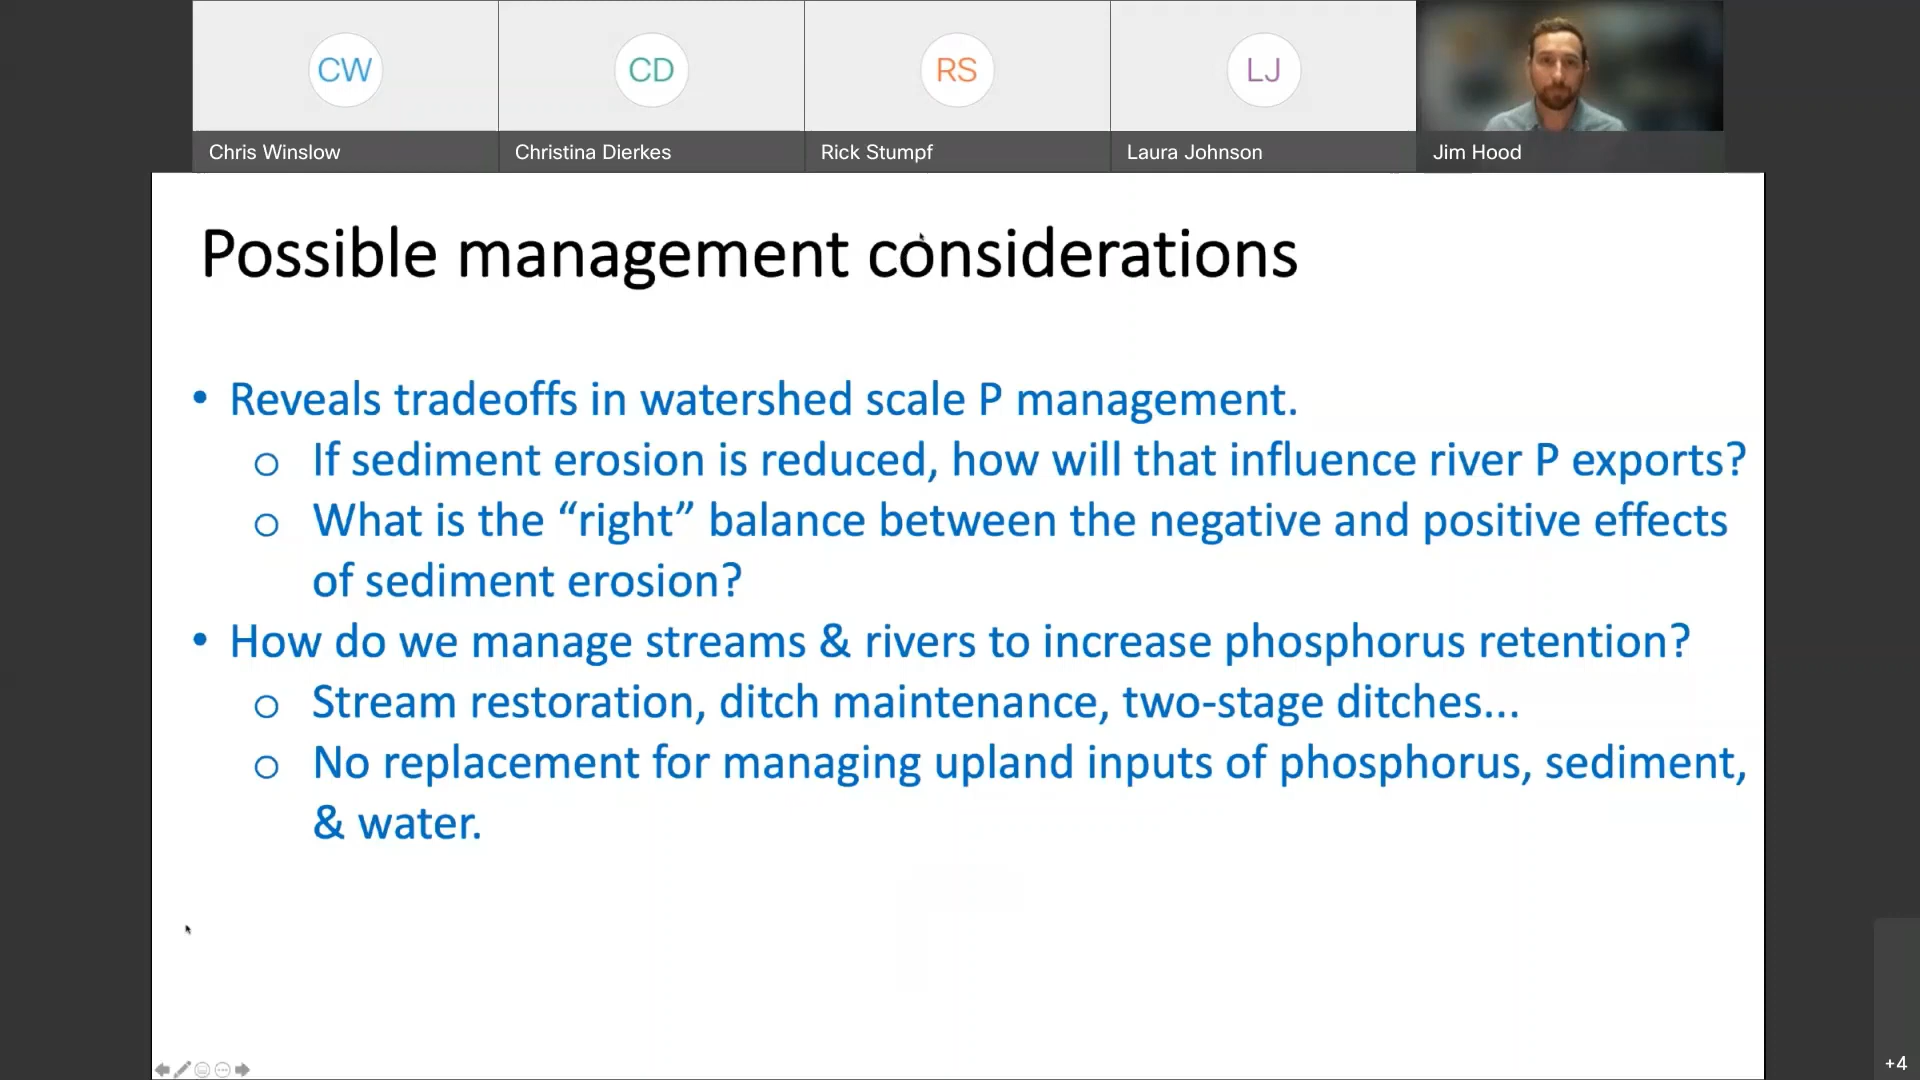 CW
CD
RS
LJ
Chris Winslow
Christina Dierkes
Rick Stumpf
Laura Johnson
Jim Hood
Possible management considerations
• Reveals tradeoffs in watershed scale P management.
o If sediment erosion is reduced, how will that influence river P exports?
o What is the “right” balance between the negative and positive effects
of sediment erosion?
• How do we manage streams & rivers to increase phosphorus retention?
o Stream restoration, ditch maintenance, two-stage ditches...
o No replacement for managing upland inputs of phosphorus, sediment,
& water.
+4